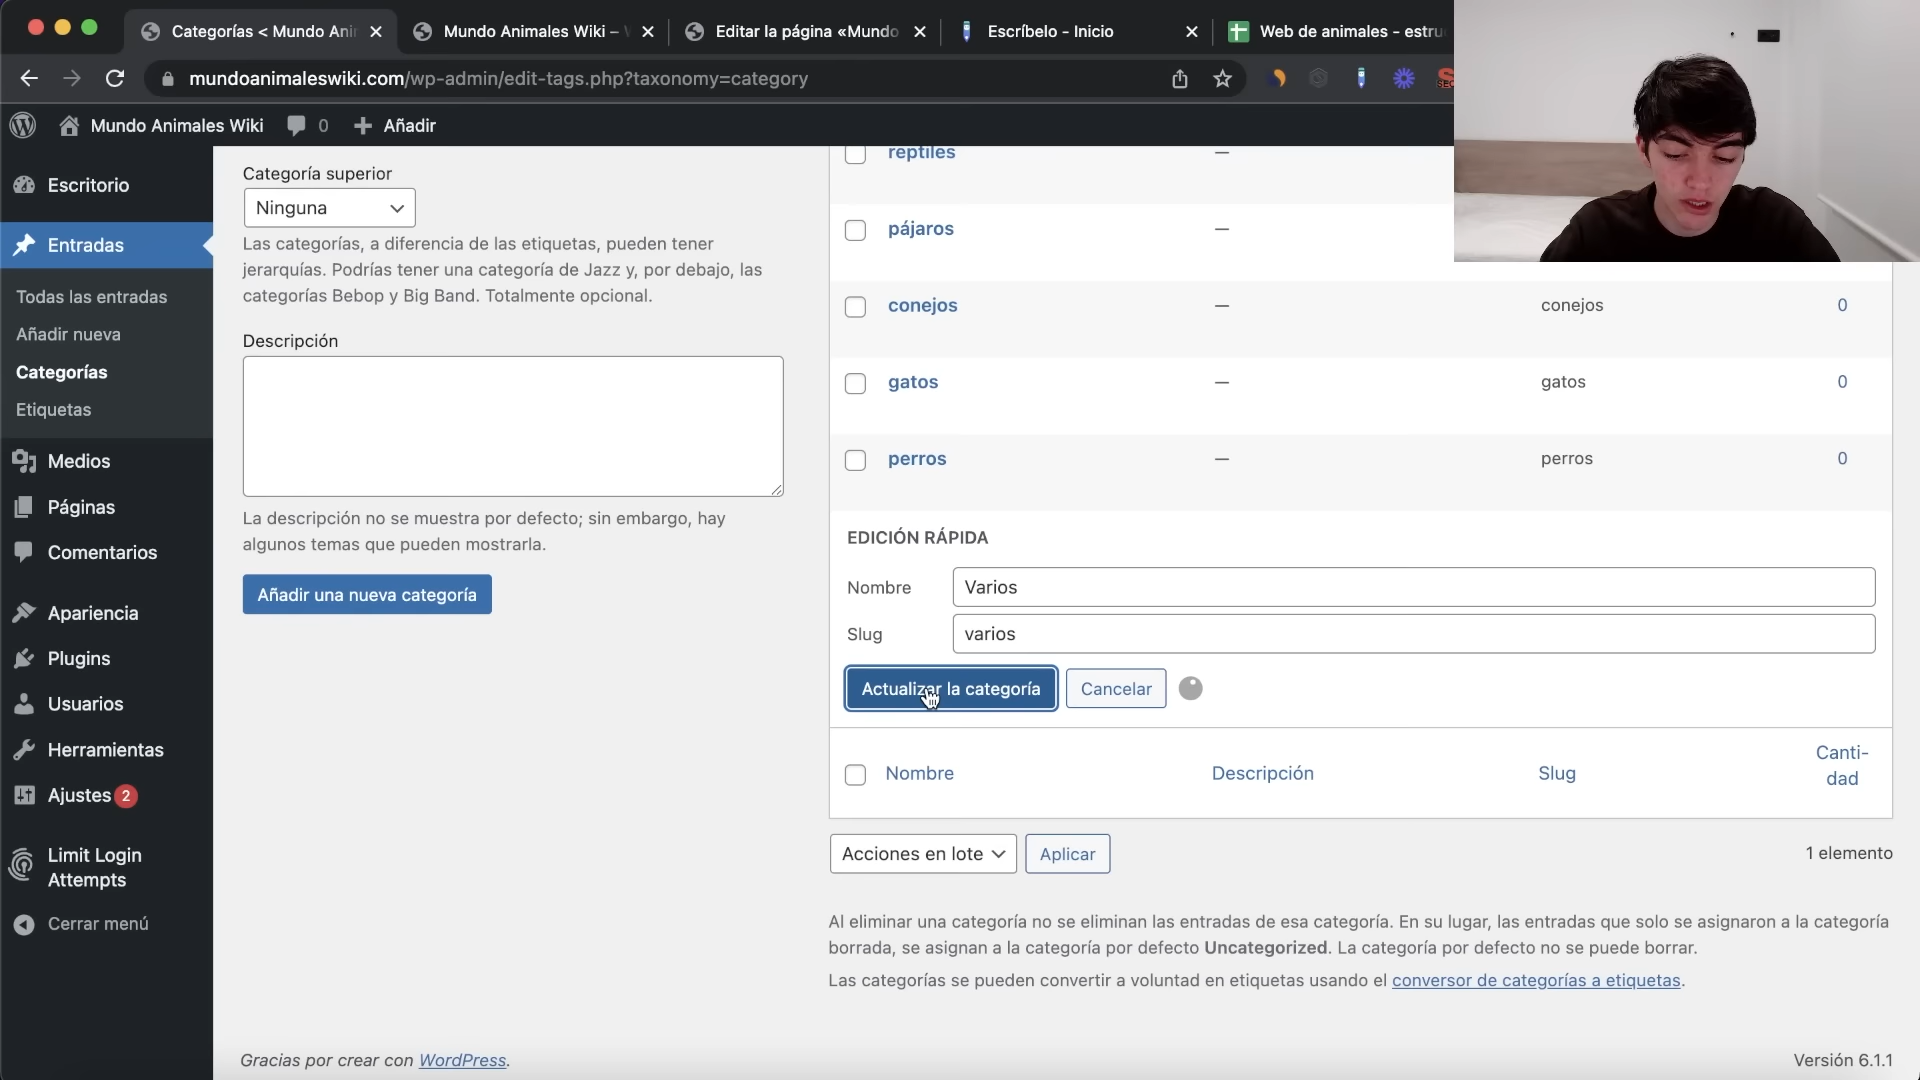 Categorías < Mundo Ani
Mundo Animales Wiki –
Editar la página «Mundo
Escríbelo - Inicio
Web de animales - estru
mundoanimaleswiki.com/wp-admin/edit-tags.php?taxonomy=category
Mundo Animales Wiki
0
Añadir
Escritorio
Entradas
Todas las entradas
Añadir nueva
Categorías
Etiquetas
Medios
Páginas
Comentarios
Apariencia
Plugins
Usuarios
Herramientas
Ajustes 2
Limit Login
Attempts
Cerrar menú
Categoría superior
Ninguna
Las categorías, a diferencia de las etiquetas, pueden tener
jerarquías. Podrías tener una categoría de Jazz y, por debajo, las
categorías Bebop y Big Band. Totalmente opcional.
Descripción
La descripción no se muestra por defecto; sin embargo, hay
algunos temas que pueden mostrarla.
Añadir una nueva categoría
reptiles —
pájaros —
conejos — conejos 0
gatos — gatos 0
perros — perros 0
EDICIÓN RÁPIDA
Nombre Varios
Slug varios
Actualizar la categoría Cancelar
Nombre Descripción Slug Canti-
dad
Acciones en lote Aplicar 1 elemento
Al eliminar una categoría no se eliminan las entradas de esa categoría. En su lugar, las entradas que solo se asignaron a la categoría
borrada, se asignan a la categoría por defecto Uncategorized. La categoría por defecto no se puede borrar.
Las categorías se pueden convertir a voluntad en etiquetas usando el conversor de categorías a etiquetas.
Gracias por crear con WordPress.
Versión 6.1.1